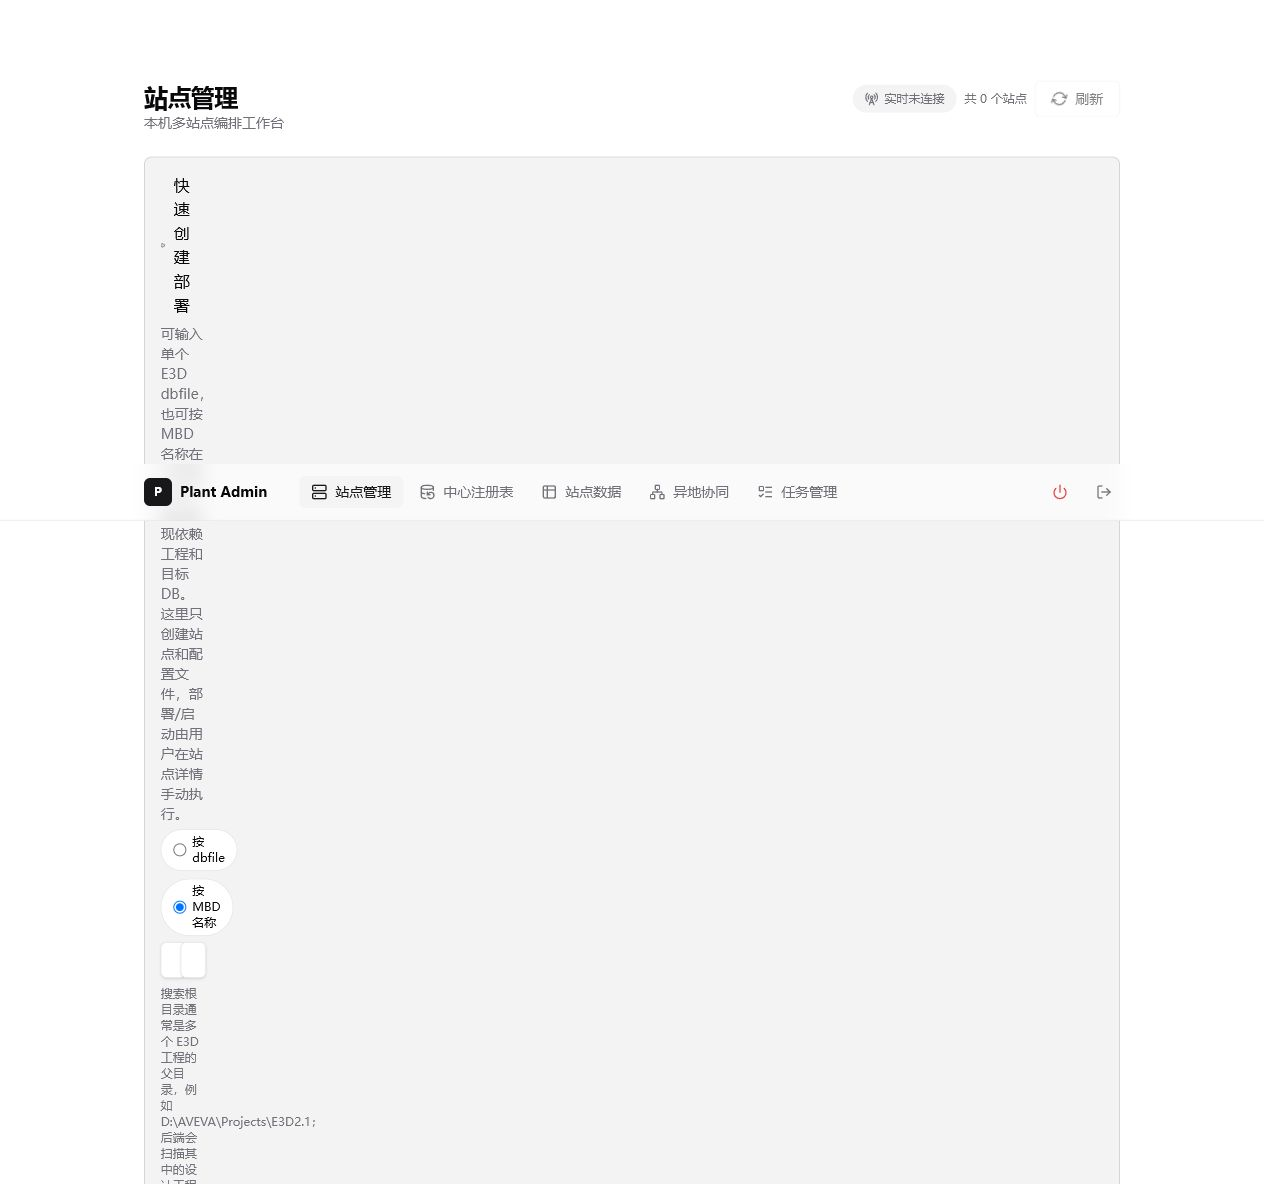 站点管理
本机多站点编排工作台
实时未连接
共 0 个站点
刷新
快
速
创
建
部
署
可输入
单个
E3D
dbfile,
也可按
MBD
名称在
P
Plant Admin
站点管理
中心注册表
站点数据
异地协同
任务管理
现依赖
工程和
目标
DB。
这里只
创建站
点和配
置文
件，部
署/启
动由用
户在站
点详情
手动执
行。
按
dbfile
按
MBD
名称
搜索根
目录通
常是多
个 E3D
工程的
父目
录，例
如
D:\AVEVA\Projects\E3D2.1;
后端会
扫描其
中的设